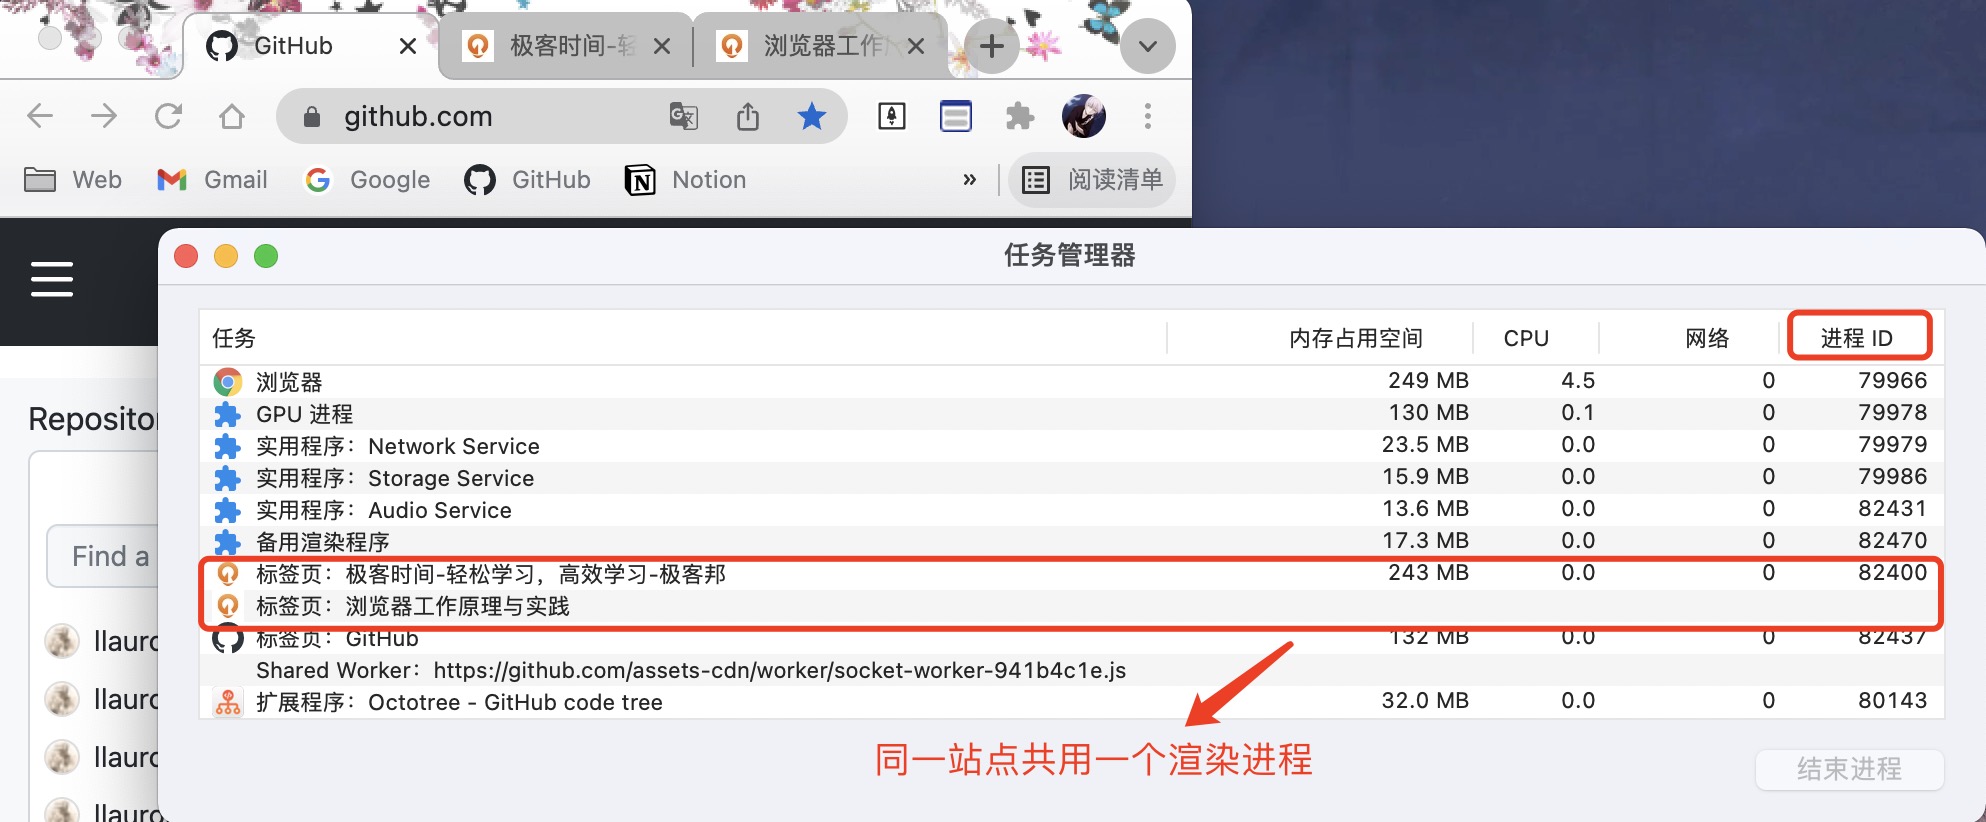 GitHub
极客时间-轻
浏览器工作
github.com
Web
Gmail
Google
GitHub
Notion
»
阅读清单
任务管理器
任务 内存占用空间 CPU 网络 进程 ID
浏览器 249 MB 4.5 0 79966
GPU 进程 130 MB 0.1 0 79978
实用程序：Network Service 23.5 MB 0.0 0 79979
实用程序：Storage Service 15.9 MB 0.0 0 79986
实用程序：Audio Service 13.6 MB 0.0 0 82431
备用渲染程序 17.3 MB 0.0 0 82470
标签页：极客时间-轻松学习，高效学习-极客邦 243 MB 0.0 0 82400
标签页：浏览器工作原理与实践
标签页：GitHub 132 MB 0.0 0 82437
Shared Worker：https://github.com/assets-cdn/worker/socket-worker-941b4c1e.js
扩展程序：Octotree - GitHub code tree 32.0 MB 0.0 0 80143
同一站点共用一个渲染进程
结束进程
Repositor
Find a
llauro
llauro
llauro
llauro